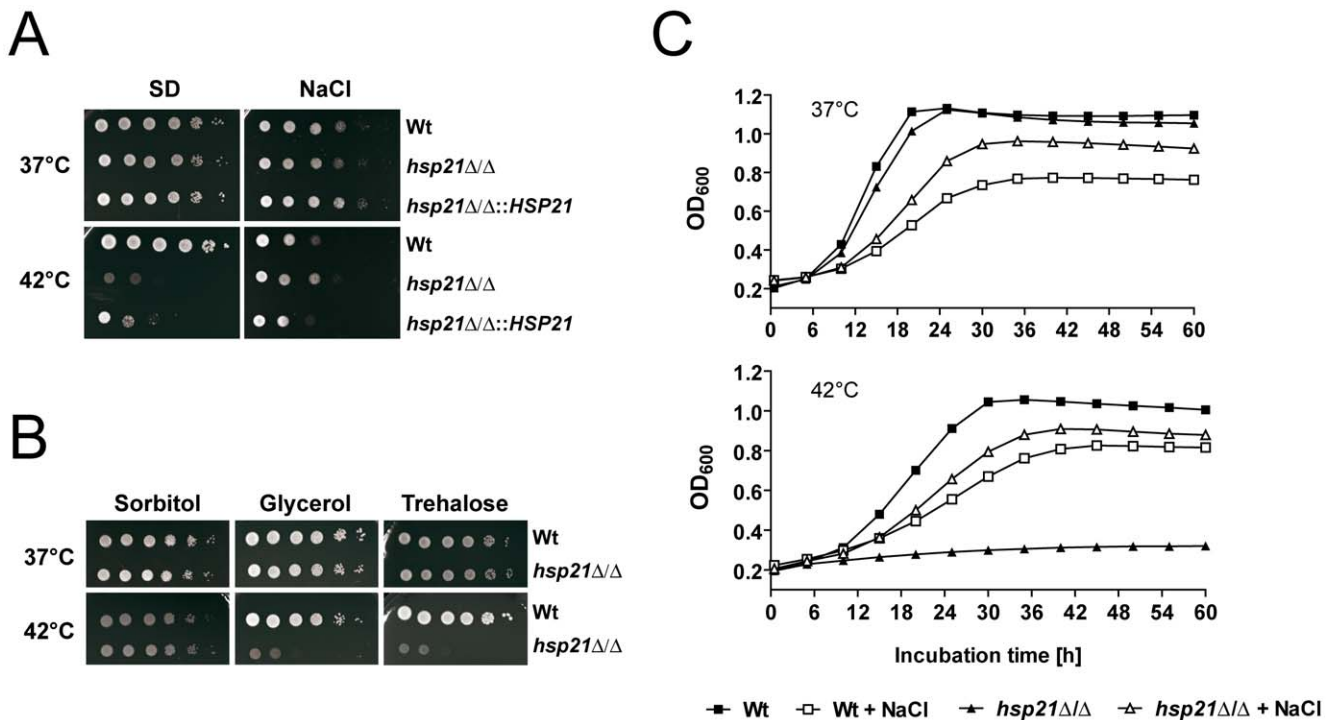 A
SD NaCl
37°C
Wt
hsp21Δ/Δ
hsp21Δ/Δ::HSP21
42°C
Wt
hsp21Δ/Δ
hsp21Δ/Δ::HSP21
B
Sorbitol Glycerol Trehalose
37°C
Wt
hsp21Δ/Δ
42°C
Wt
hsp21Δ/Δ
C
37°C
OD600
1.2
1.0
0.8
0.6
0.4
0.2
0 6 12 18 24 30 36 42 48 54 60
42°C
OD600
1.2
1.0
0.8
0.6
0.4
0.2
0 6 12 18 24 30 36 42 48 54 60
Incubation time [h]
Wt Wt + NaCl hsp21Δ/Δ hsp21Δ/Δ + NaCl